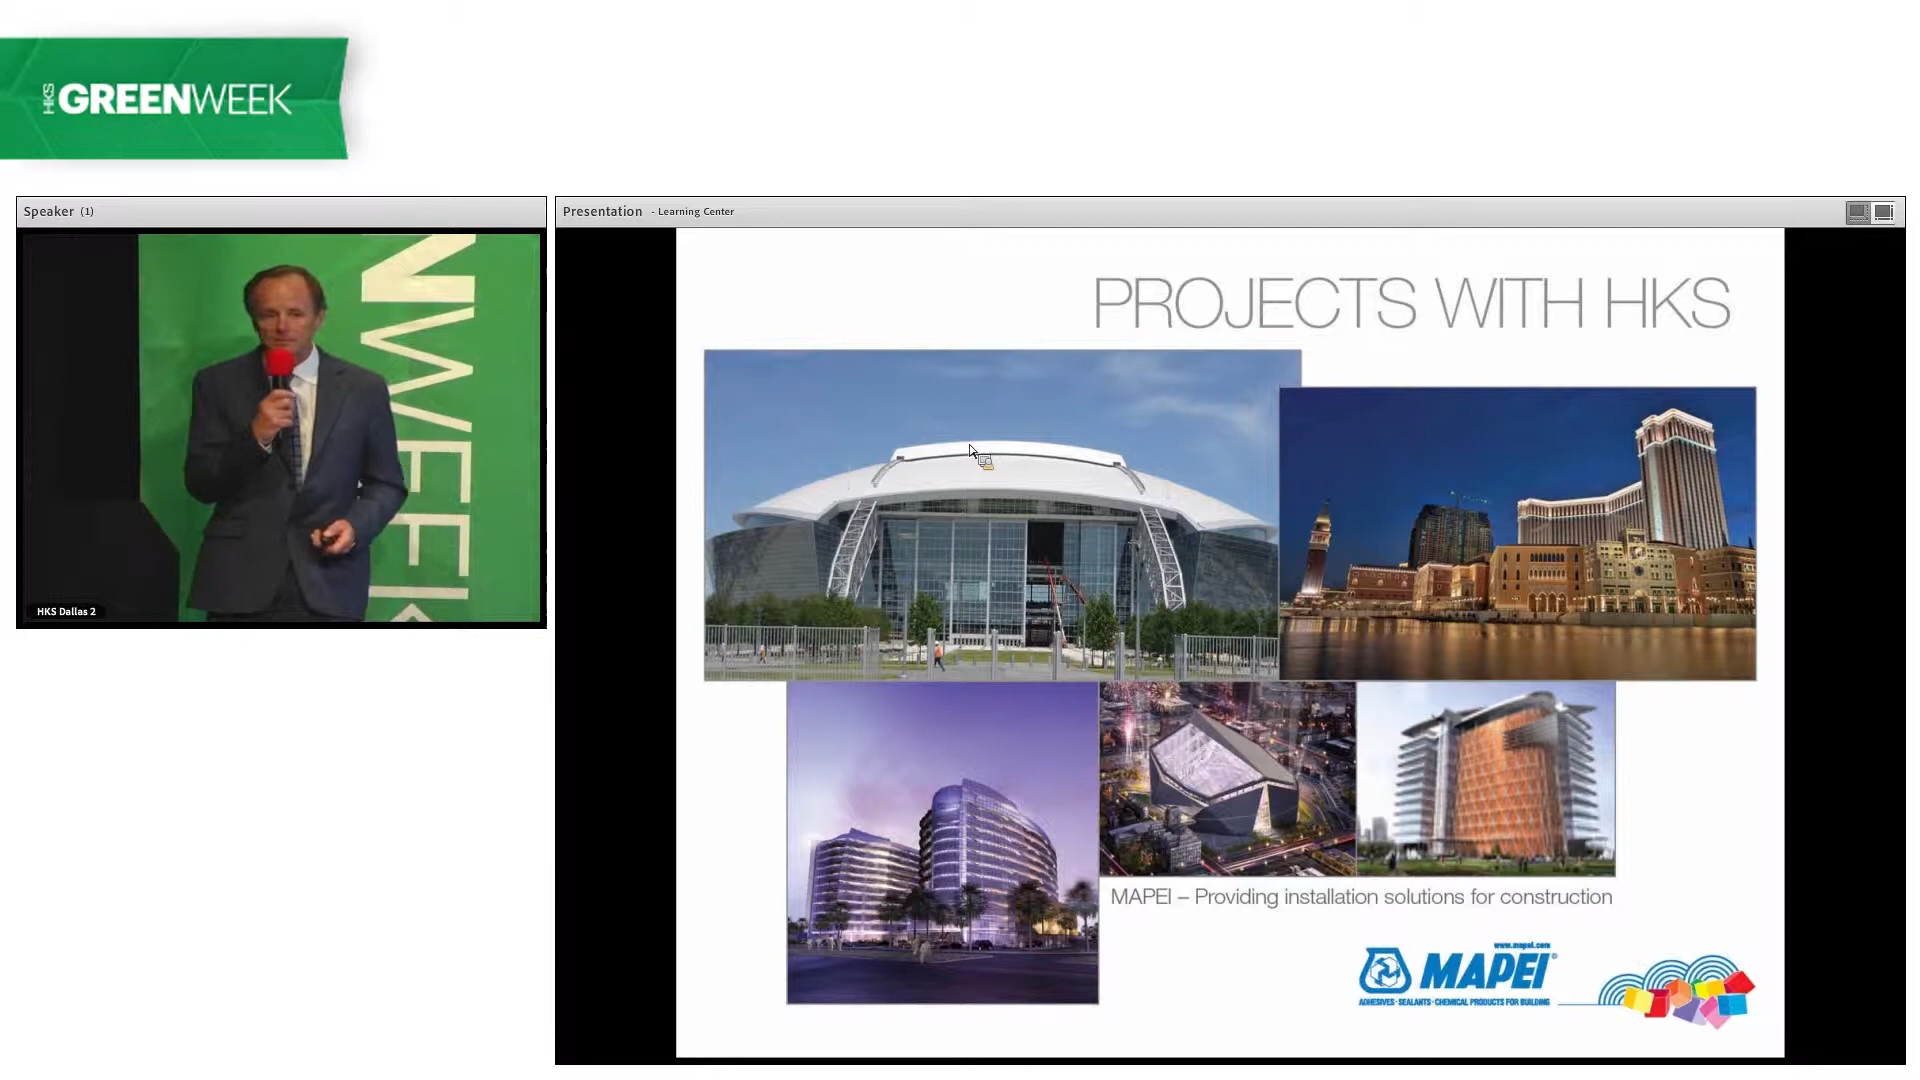 HKS GREENWEEK
Speaker (1)
Presentation - Learning Center
NWEEK
HKS Dallas 2
PROJECTS WITH HKS
MAPEI – Providing installation solutions for construction
www.mapei.com
MAPEI®
ADHESIVES · SEALANTS · CHEMICAL PRODUCTS FOR BUILDING